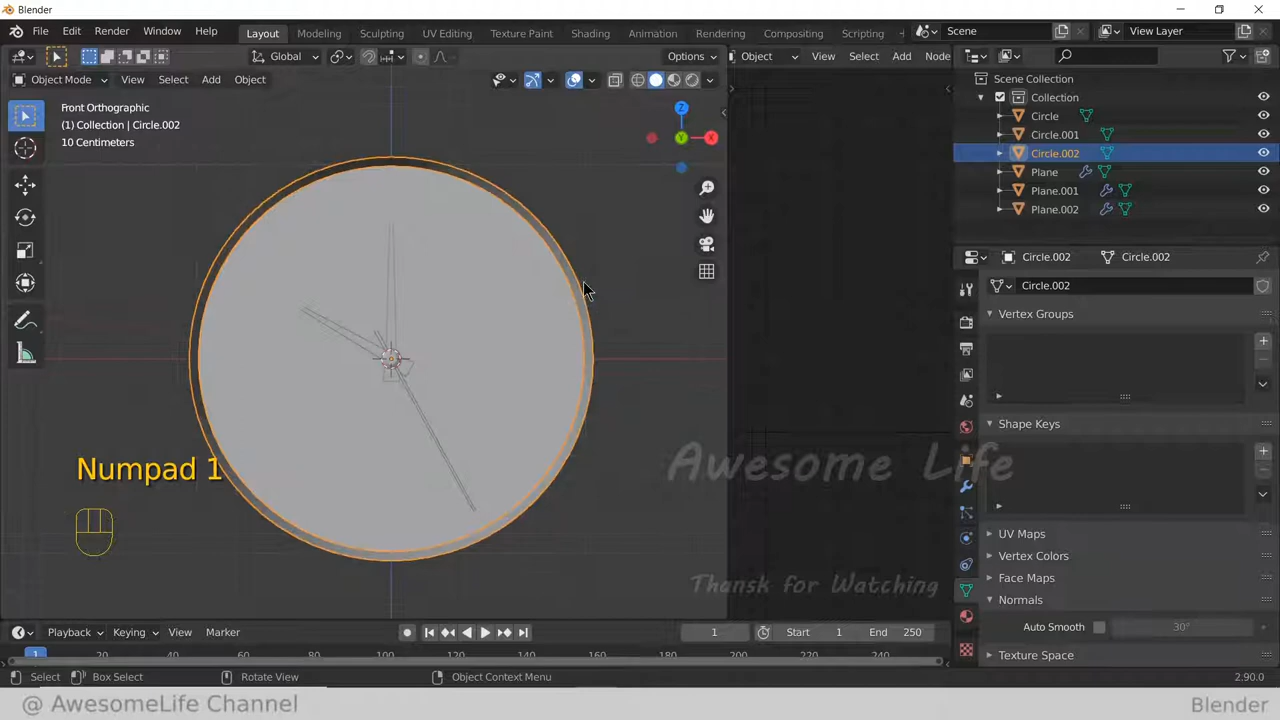 Blender
File Edit Render Window Help
Layout Modeling Sculpting UV Editing Texture Paint Shading Animation Rendering Compositing Scripting
Scene
View Layer
Global
Options
Object View Select Add Node
Object Mode View Select Add Object
Scene Collection
Collection
Circle
Circle.001
Circle.002
Plane
Plane.001
Plane.002
Front Orthographic
(1) Collection | Circle.002
10 Centimeters
Z
Y
X
Circle.002 Circle.002
Circle.002
Vertex Groups
Shape Keys
Numpad 1
Awesome Life
Thansk for Watching
UV Maps
Vertex Colors
Face Maps
Normals
Auto Smooth 30°
Texture Space
Playback Keying View Marker
1 Start 1 End 250
1 20 40 60 80 100 120 140 160 180 200 220 240
Select Box Select Rotate View Object Context Menu 2.90.0
@ AwesomeLife Channel
Blender